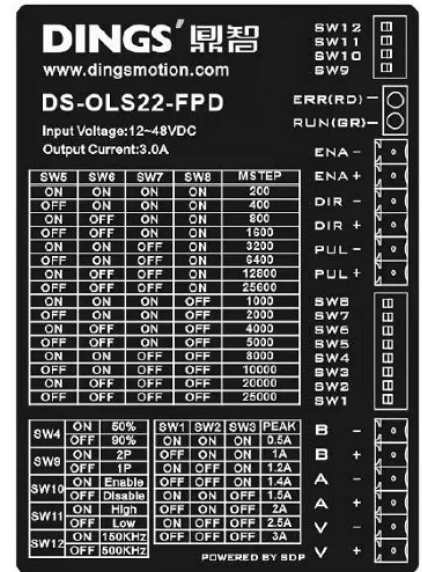 DINGS' 鼎智
www.dingsmotion.com
DS-OLS22-FPD
Input Voltage:12~48VDC
Output Current:3.0A
SW5 SW6 SW7 SW8 MSTEP
ON ON ON ON 200
OFF ON ON ON 400
ON OFF ON ON 800
OFF OFF ON ON 1600
ON ON OFF ON 3200
OFF ON OFF ON 6400
ON OFF OFF ON 12800
OFF OFF OFF ON 25600
ON ON ON OFF 1000
OFF ON ON OFF 2000
ON OFF ON OFF 4000
OFF OFF ON OFF 5000
ON ON OFF OFF 8000
OFF ON OFF OFF 10000
ON OFF OFF OFF 20000
OFF OFF OFF OFF 25000
SW4 ON 50%
OFF 90%
SW9 ON 2P
OFF 1P
SW10 ON Enable
OFF Disable
SW11 ON High
OFF Low
SW12 ON 150KHz
OFF 500KHz
SW1 SW2 SW3 PEAK
ON ON ON 0.5A
OFF ON ON 1A
ON OFF ON 1.2A
OFF OFF ON 1.4A
ON ON OFF 1.5A
OFF ON OFF 2A
ON OFF OFF 2.5A
OFF OFF OFF 3A
POWERED BY SDP
SW12
SW11
SW10
SW9
ERR(RD)
RUN(GR)
ENA -
ENA +
DIR -
DIR +
PUL -
PUL +
SW8
SW7
SW6
SW5
SW4
SW3
SW2
SW1
B -
B +
A -
A +
V -
V +